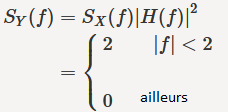 S_Y(f) = S_X(f)|H(f)|²
= { 2 |f| < 2
0 ailleurs